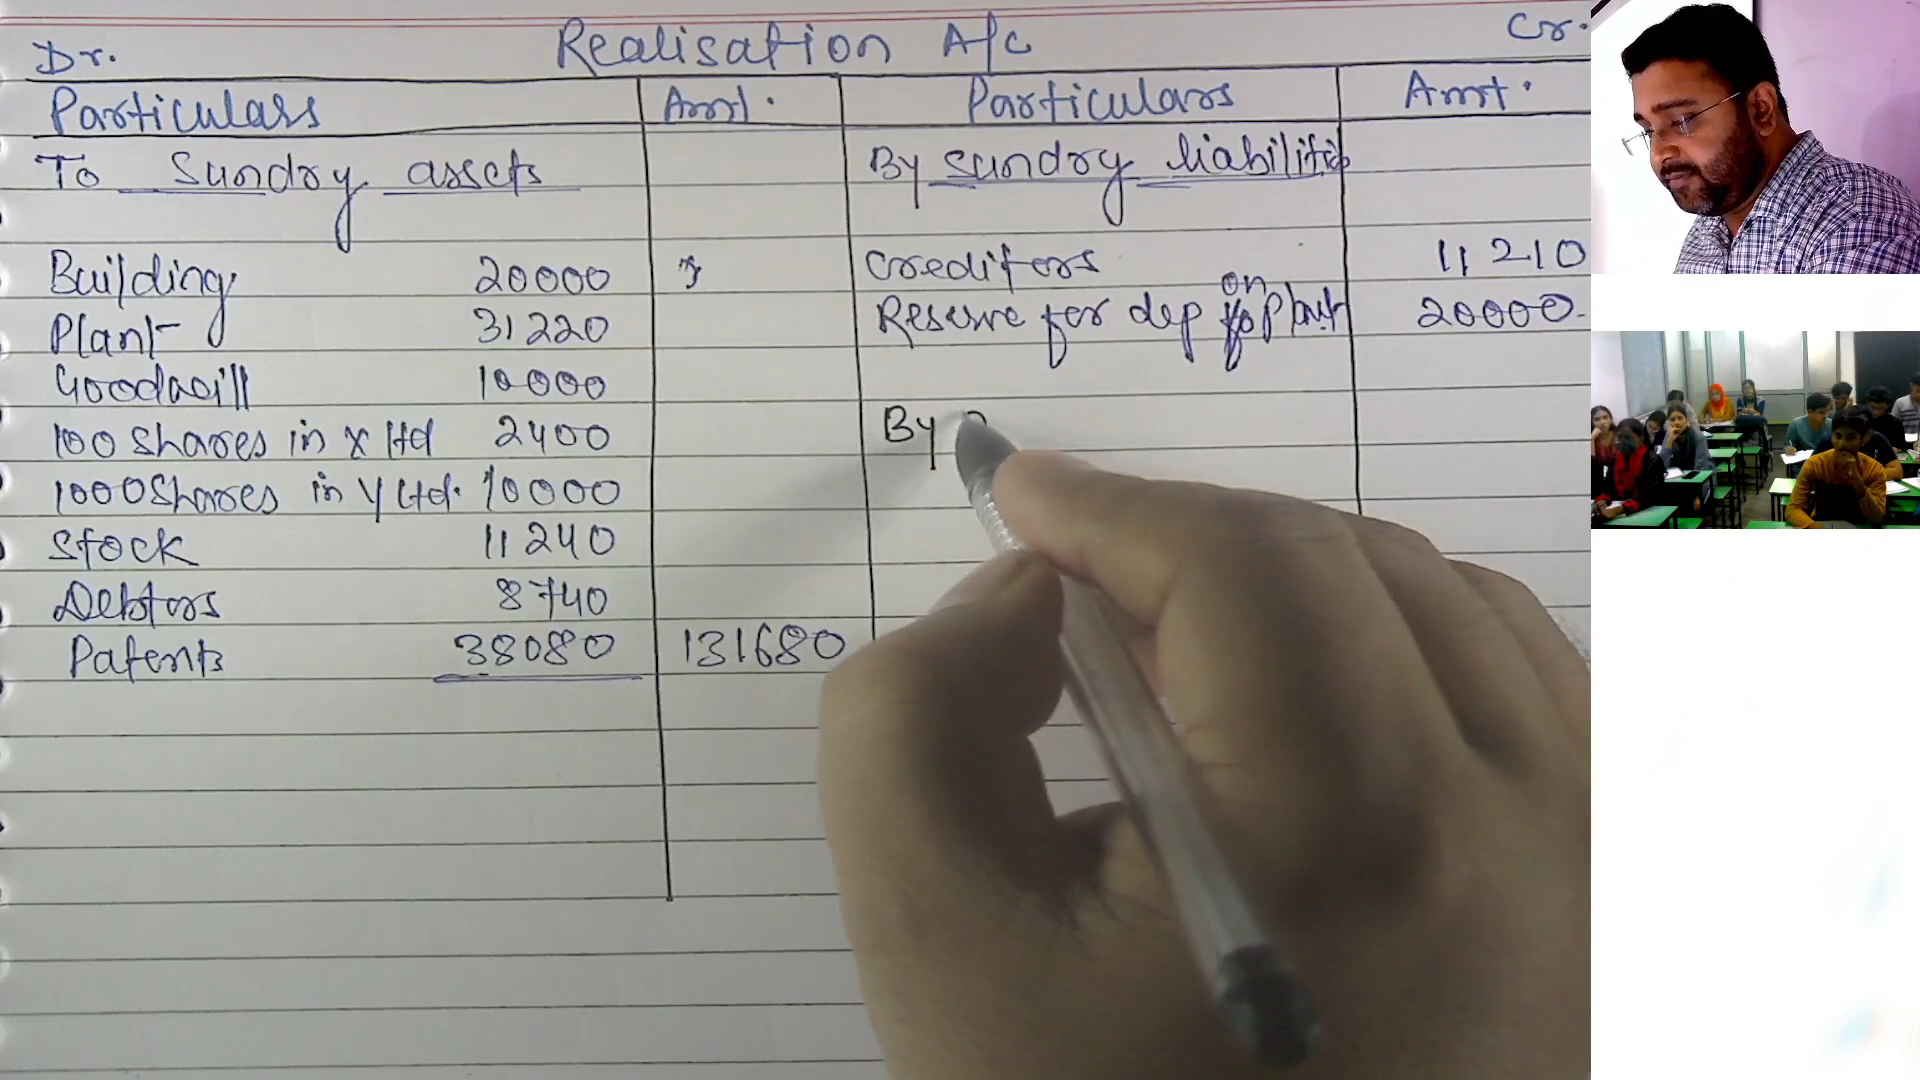 Dr. Realisation A/c Cr.
Particulars Amt. Particulars Amt.
To Sundry assets By sundry liabilities
Building 20000 Creditors 11210
Plant 31220 Reserve for dep on Plant 20000
Goodwill 10000
100 Shares in X Ltd 2400 By
1000 Shares in Y Ltd. 10000
Stock 11240
Debtors 8740
Patents 38080 131680